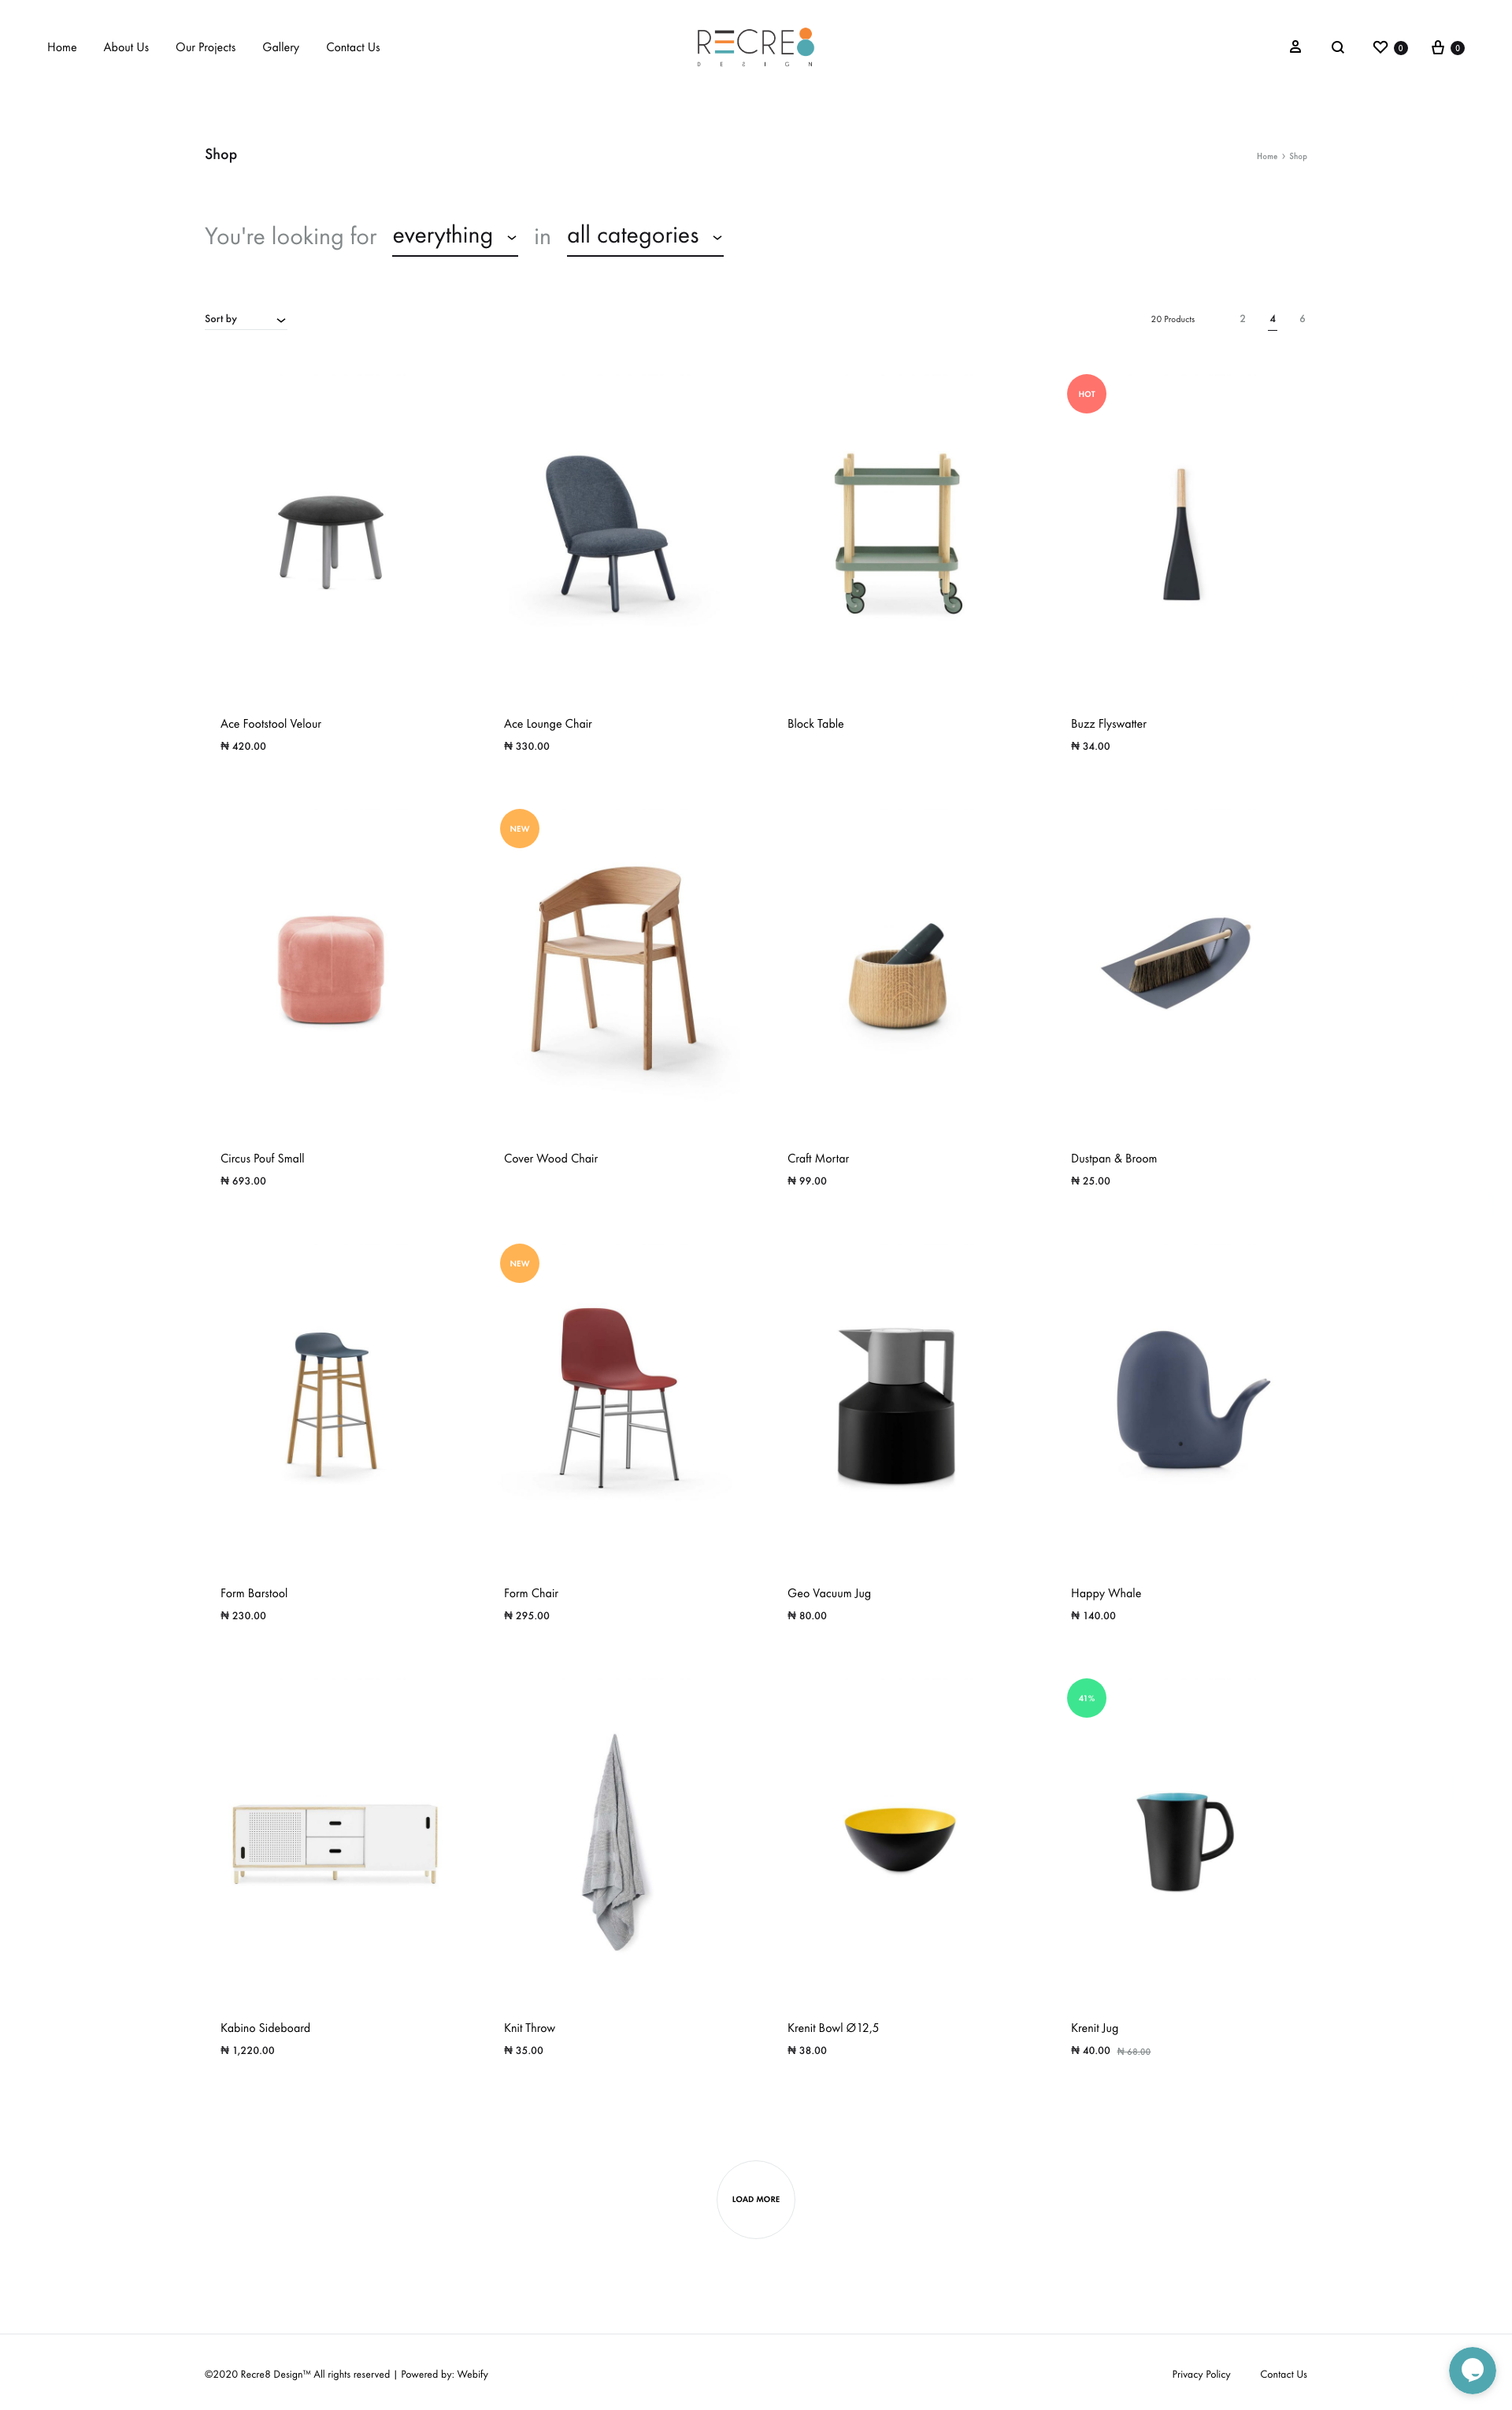 Home About Us Our Projects Gallery Contact Us
RECRE8
DESIGN
0 0
Shop
Home › Shop
You're looking for everything in all categories
Sort by
20 Products 2 4 6
HOT
Ace Footstool Velour
₦ 420.00
Ace Lounge Chair
₦ 330.00
Block Table
Buzz Flyswatter
₦ 34.00
NEW
Circus Pouf Small
₦ 693.00
Cover Wood Chair
Craft Mortar
₦ 99.00
Dustpan & Broom
₦ 25.00
NEW
Form Barstool
₦ 230.00
Form Chair
₦ 295.00
Geo Vacuum Jug
₦ 80.00
Happy Whale
₦ 140.00
41%
Kabino Sideboard
₦ 1,220.00
Knit Throw
₦ 35.00
Krenit Bowl Ø12,5
₦ 38.00
Krenit Jug
₦ 40.00 ₦ 68.00
LOAD MORE
©2020 Recre8 Design™ All rights reserved | Powered by: Webify
Privacy Policy Contact Us